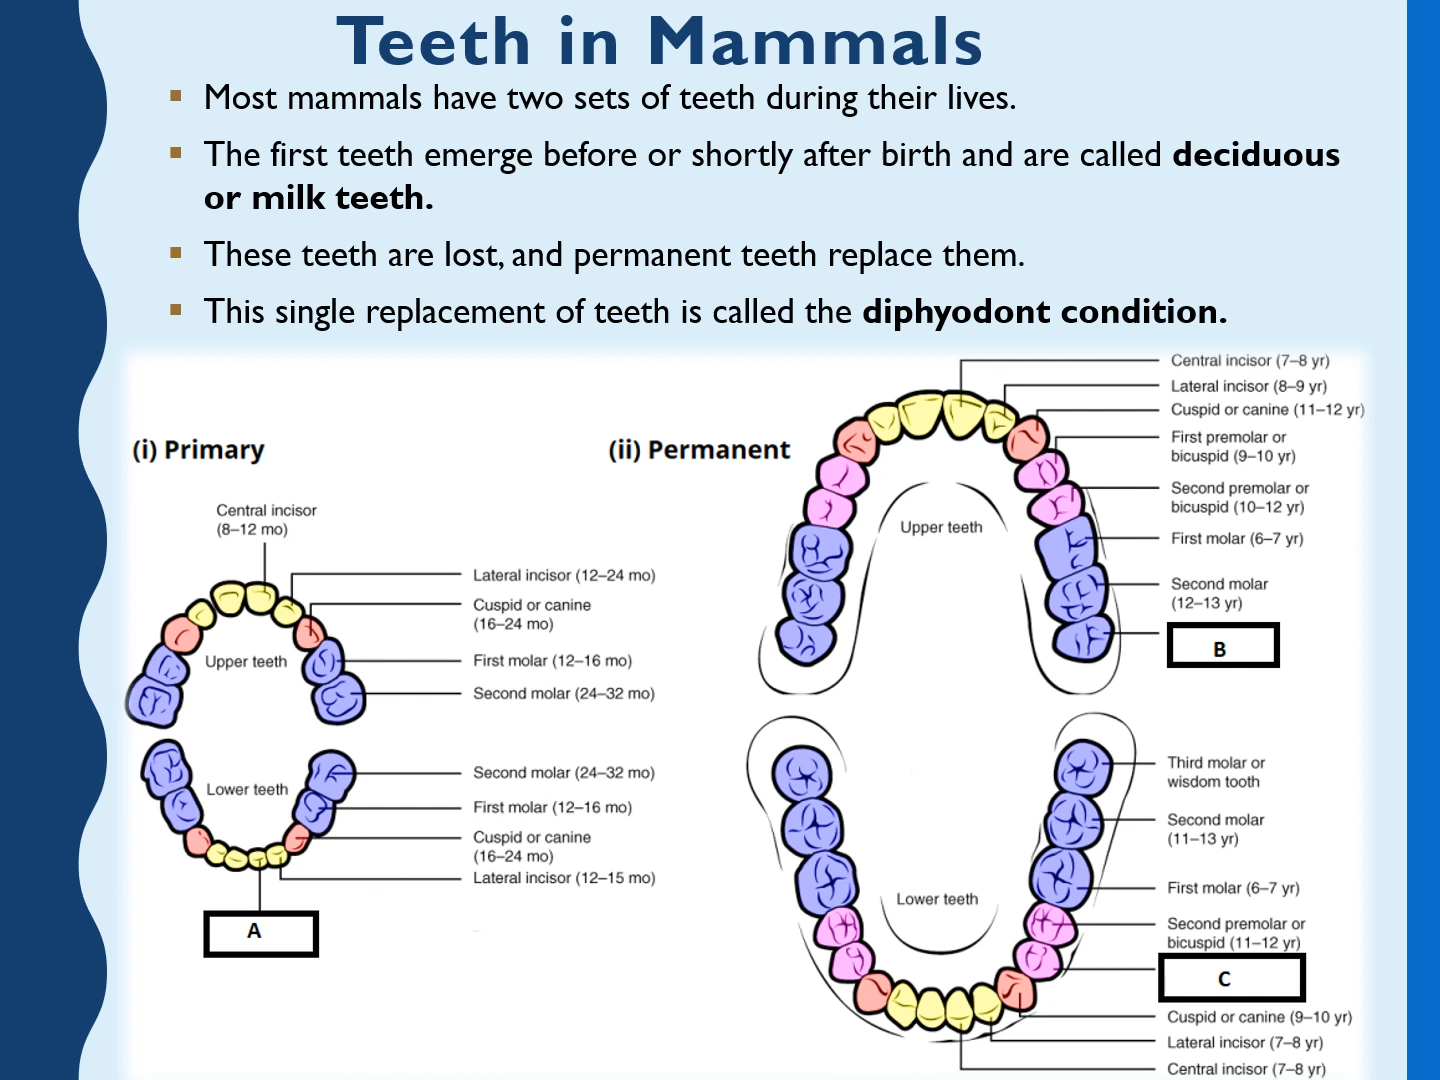 Teeth in Mammals
Most mammals have two sets of teeth during their lives.
The first teeth emerge before or shortly after birth and are called deciduous
or milk teeth.
These teeth are lost, and permanent teeth replace them.
This single replacement of teeth is called the diphyodont condition.
(i) Primary
Central incisor
(8–12 mo)
Lateral incisor (12–24 mo)
Cuspid or canine
(16–24 mo)
Upper teeth
First molar (12–16 mo)
Second molar (24–32 mo)
Lower teeth
Second molar (24–32 mo)
First molar (12–16 mo)
Cuspid or canine
(16–24 mo)
Lateral incisor (12–15 mo)
A
(ii) Permanent
Central incisor (7–8 yr)
Lateral incisor (8–9 yr)
Cuspid or canine (11–12 yr)
First premolar or
bicuspid (9–10 yr)
Second premolar or
bicuspid (10–12 yr)
Upper teeth
First molar (6–7 yr)
Second molar
(12–13 yr)
B
Third molar or
wisdom tooth
Second molar
(11–13 yr)
Lower teeth
First molar (6–7 yr)
Second premolar or
bicuspid (11–12 yr)
C
Cuspid or canine (9–10 yr)
Lateral incisor (7–8 yr)
Central incisor (7–8 yr)